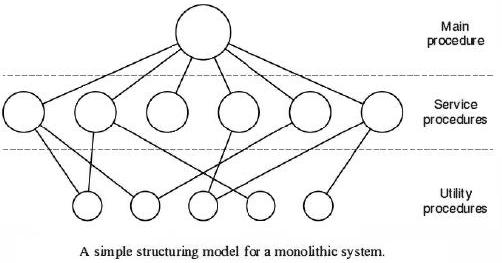 Main
procedure
Service
procedures
Utility
procedures
A simple structuring model for a monolithic system.